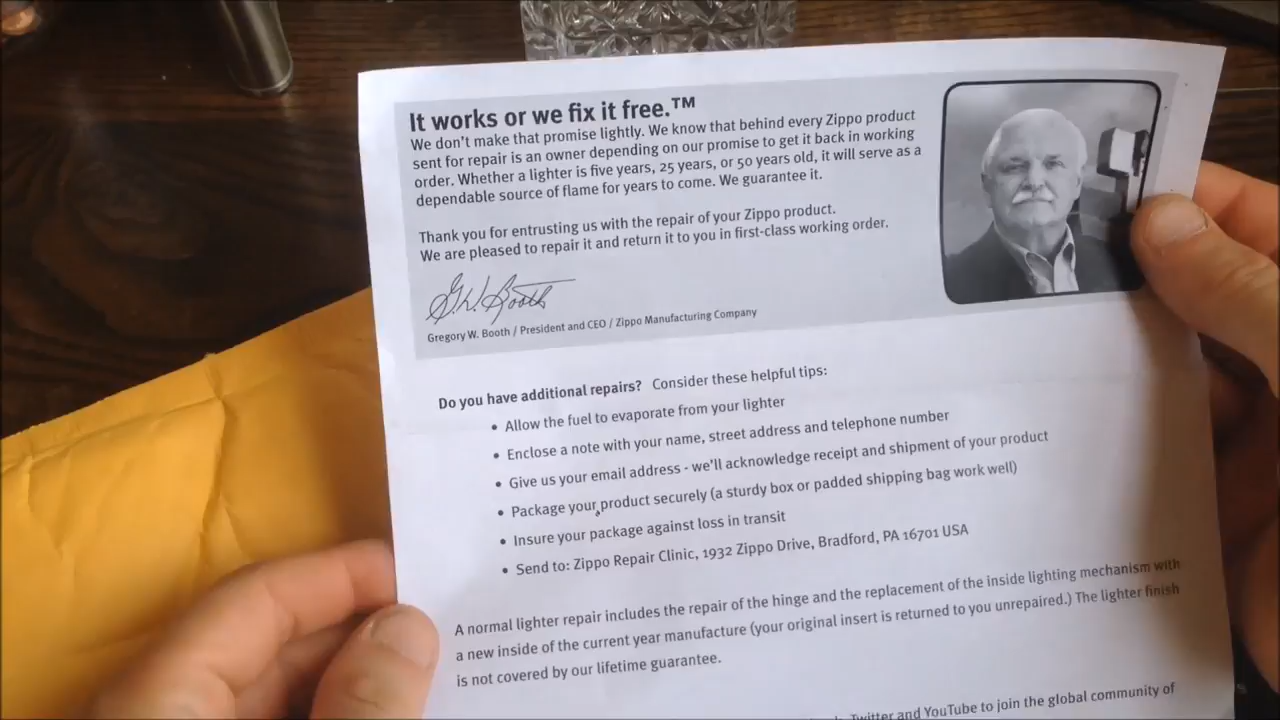 It works or we fix it free.™
We don't make that promise lightly. We know that behind every Zippo product
sent for repair is an owner depending on our promise to get it back in working
order. Whether a lighter is five years, 25 years, or 50 years old, it will serve as a
dependable source of flame for years to come. We guarantee it.
Thank you for entrusting us with the repair of your Zippo product.
We are pleased to repair it and return it to you in first-class working order.
G.W. Booth
Gregory W. Booth / President and CEO / Zippo Manufacturing Company
Do you have additional repairs? Consider these helpful tips:
• Allow the fuel to evaporate from your lighter
• Enclose a note with your name, street address and telephone number
• Give us your email address - we'll acknowledge receipt and shipment of your product
• Package your product securely (a sturdy box or padded shipping bag work well)
• Insure your package against loss in transit
• Send to: Zippo Repair Clinic, 1932 Zippo Drive, Bradford, PA 16701 USA
A normal lighter repair includes the repair of the hinge and the replacement of the inside lighting mechanism with
a new inside of the current year manufacture (your original insert is returned to you unrepaired.) The lighter finish
is not covered by our lifetime guarantee.
Twitter and YouTube to join the global community of